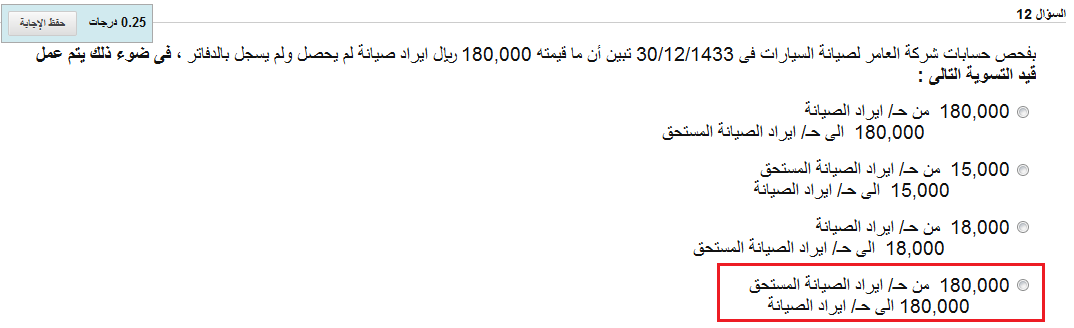 السؤال 12
0.25 درجات
حفظ الإجابة
بفحص حسابات شركة العامر لصيانة السيارات فى 30/12/1433 تبين أن ما قيمته 180,000 ريال ايراد صيانة لم يحصل ولم يسجل بالدفاتر ، فى ضوء ذلك يتم عمل
قيد التسوية التالى :
180,000 من حـ/ ايراد الصيانة
180,000 الى حـ/ ايراد الصيانة المستحق
15,000 من حـ/ ايراد الصيانة المستحق
15,000 الى حـ/ ايراد الصيانة
18,000 من حـ/ ايراد الصيانة
18,000 الى حـ/ ايراد الصيانة المستحق
180,000 من حـ/ ايراد الصيانة المستحق
180,000 الى حـ/ ايراد الصيانة